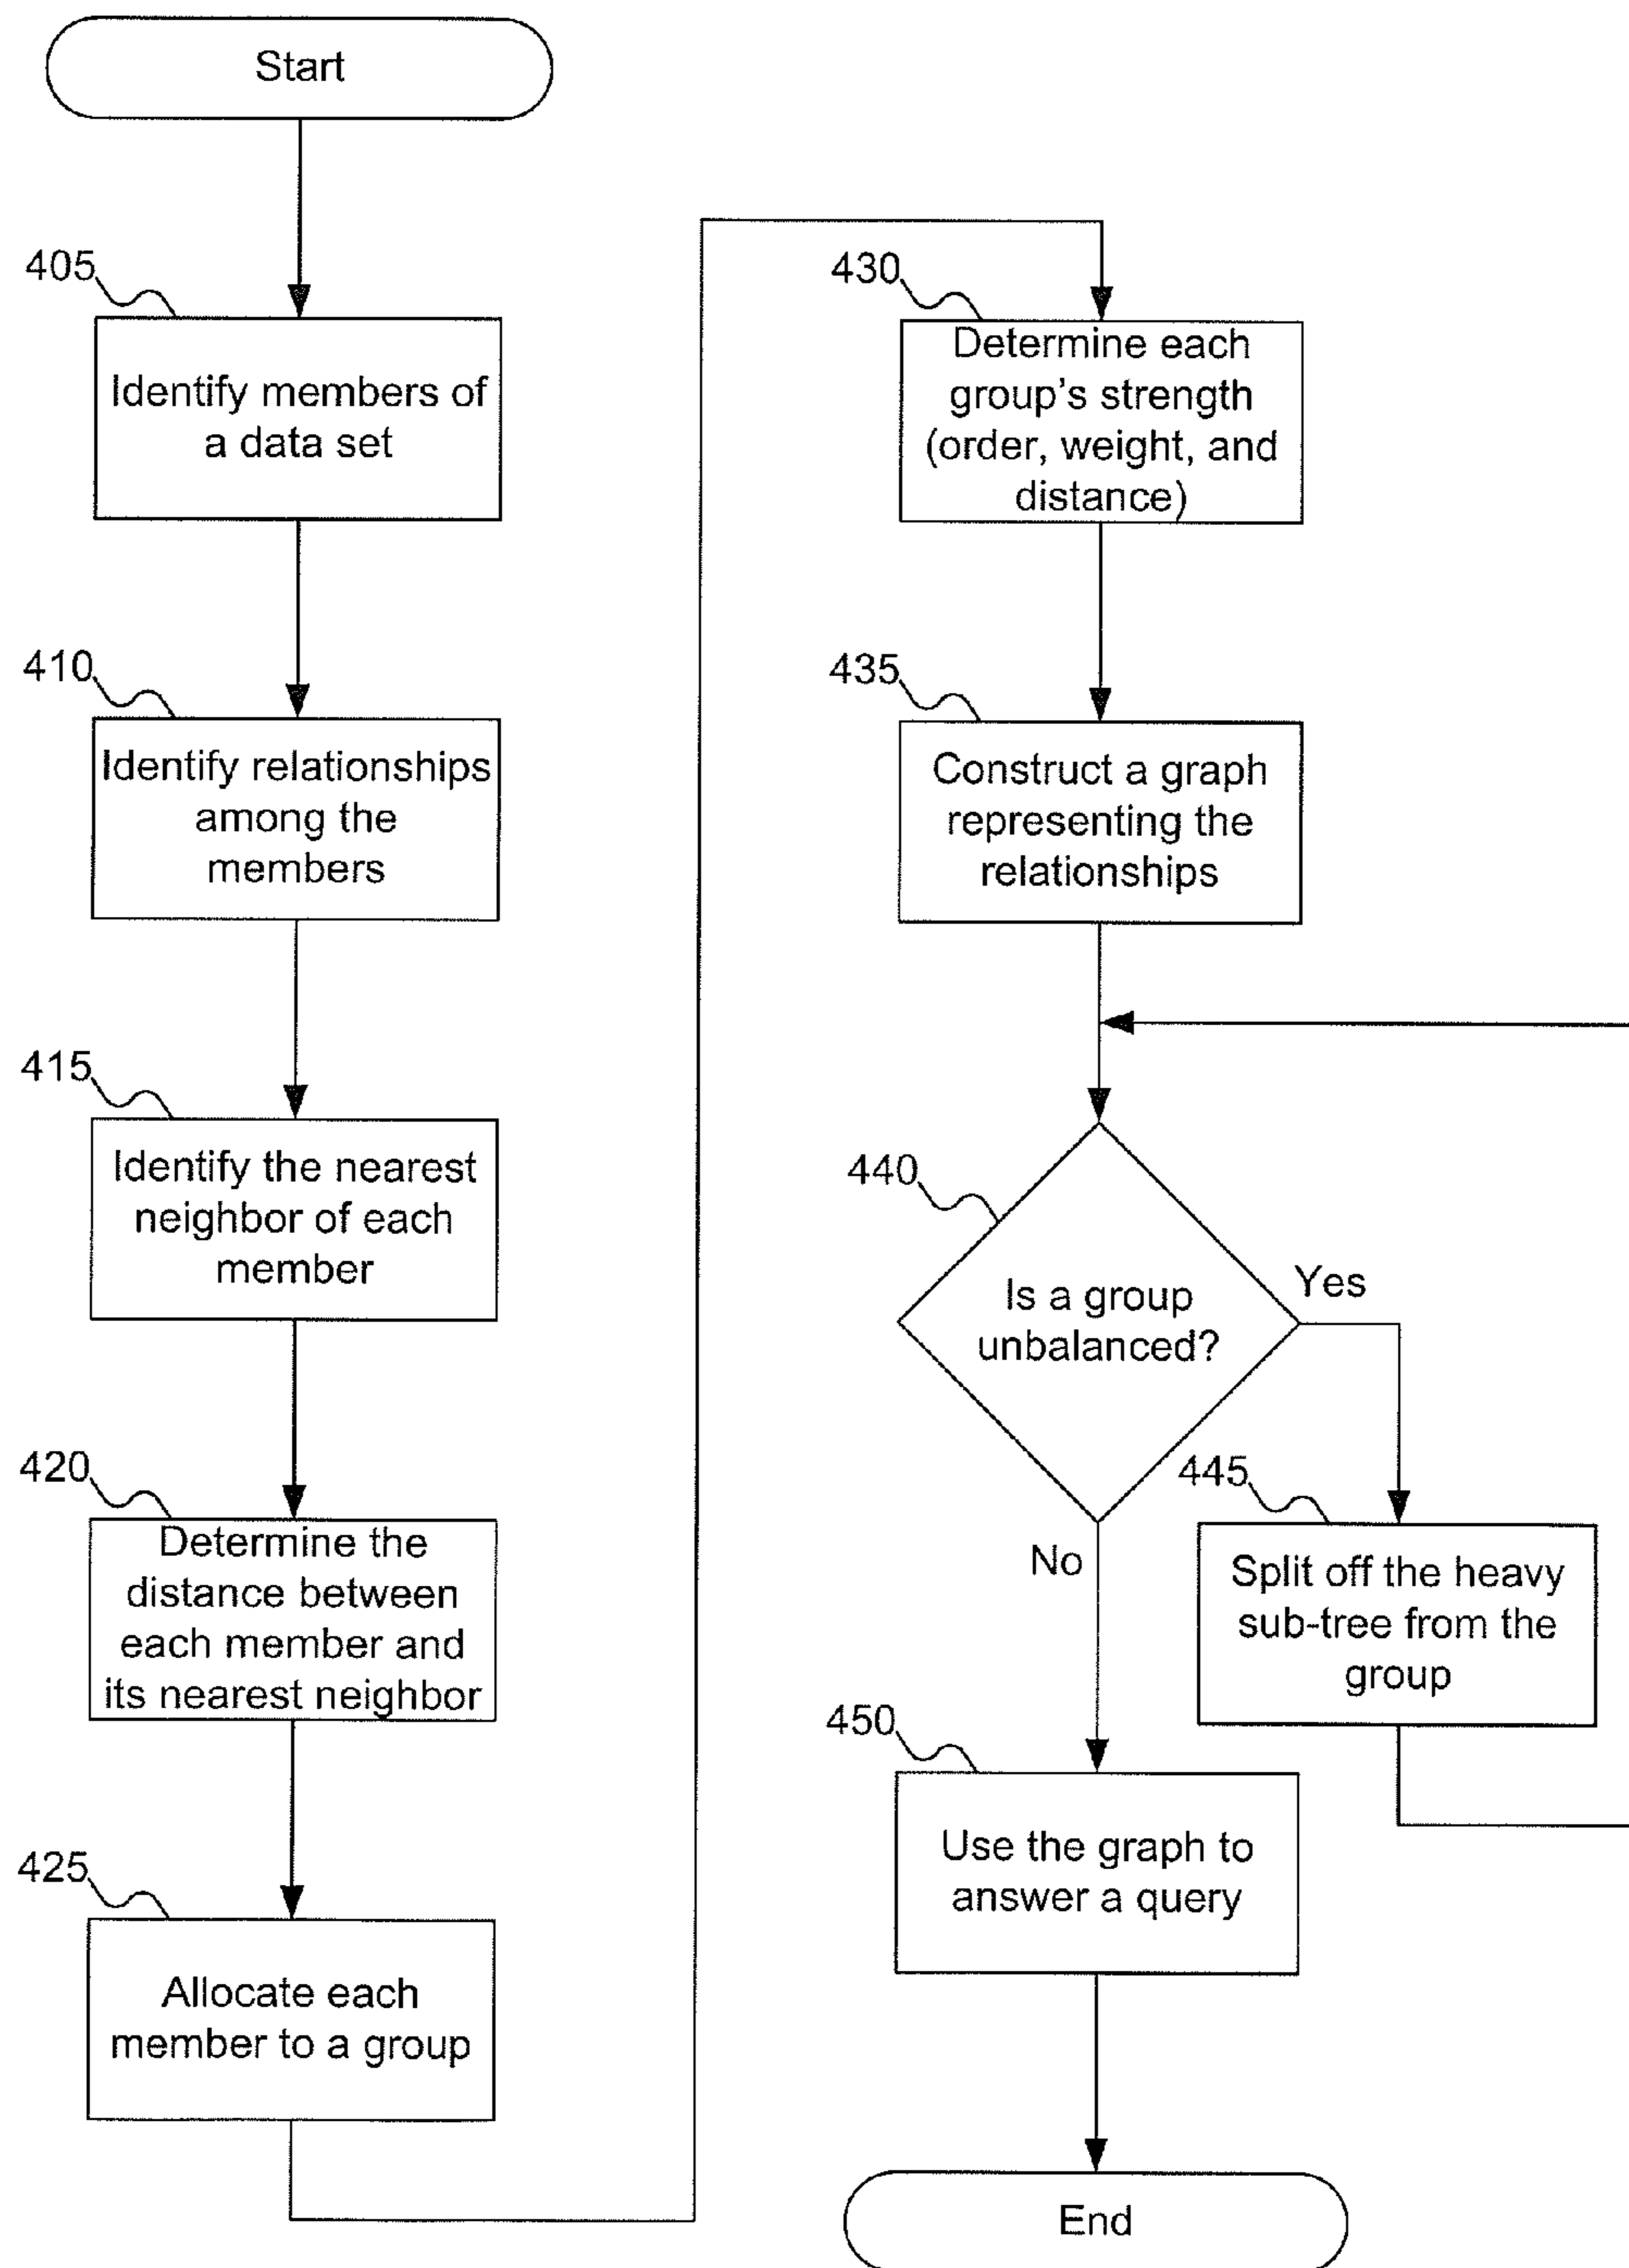 Start
405
Identify members of
a data set
410
Identify relationships
among the
members
415
Identify the nearest
neighbor of each
member
420
Determine the
distance between
each member and
its nearest neighbor
425
Allocate each
member to a group
430
Determine each
group's strength
(order, weight, and
distance)
435
Construct a graph
representing the
relationships
440
Is a group
unbalanced?
Yes
No
445
Split off the heavy
sub-tree from the
group
450
Use the graph to
answer a query
End